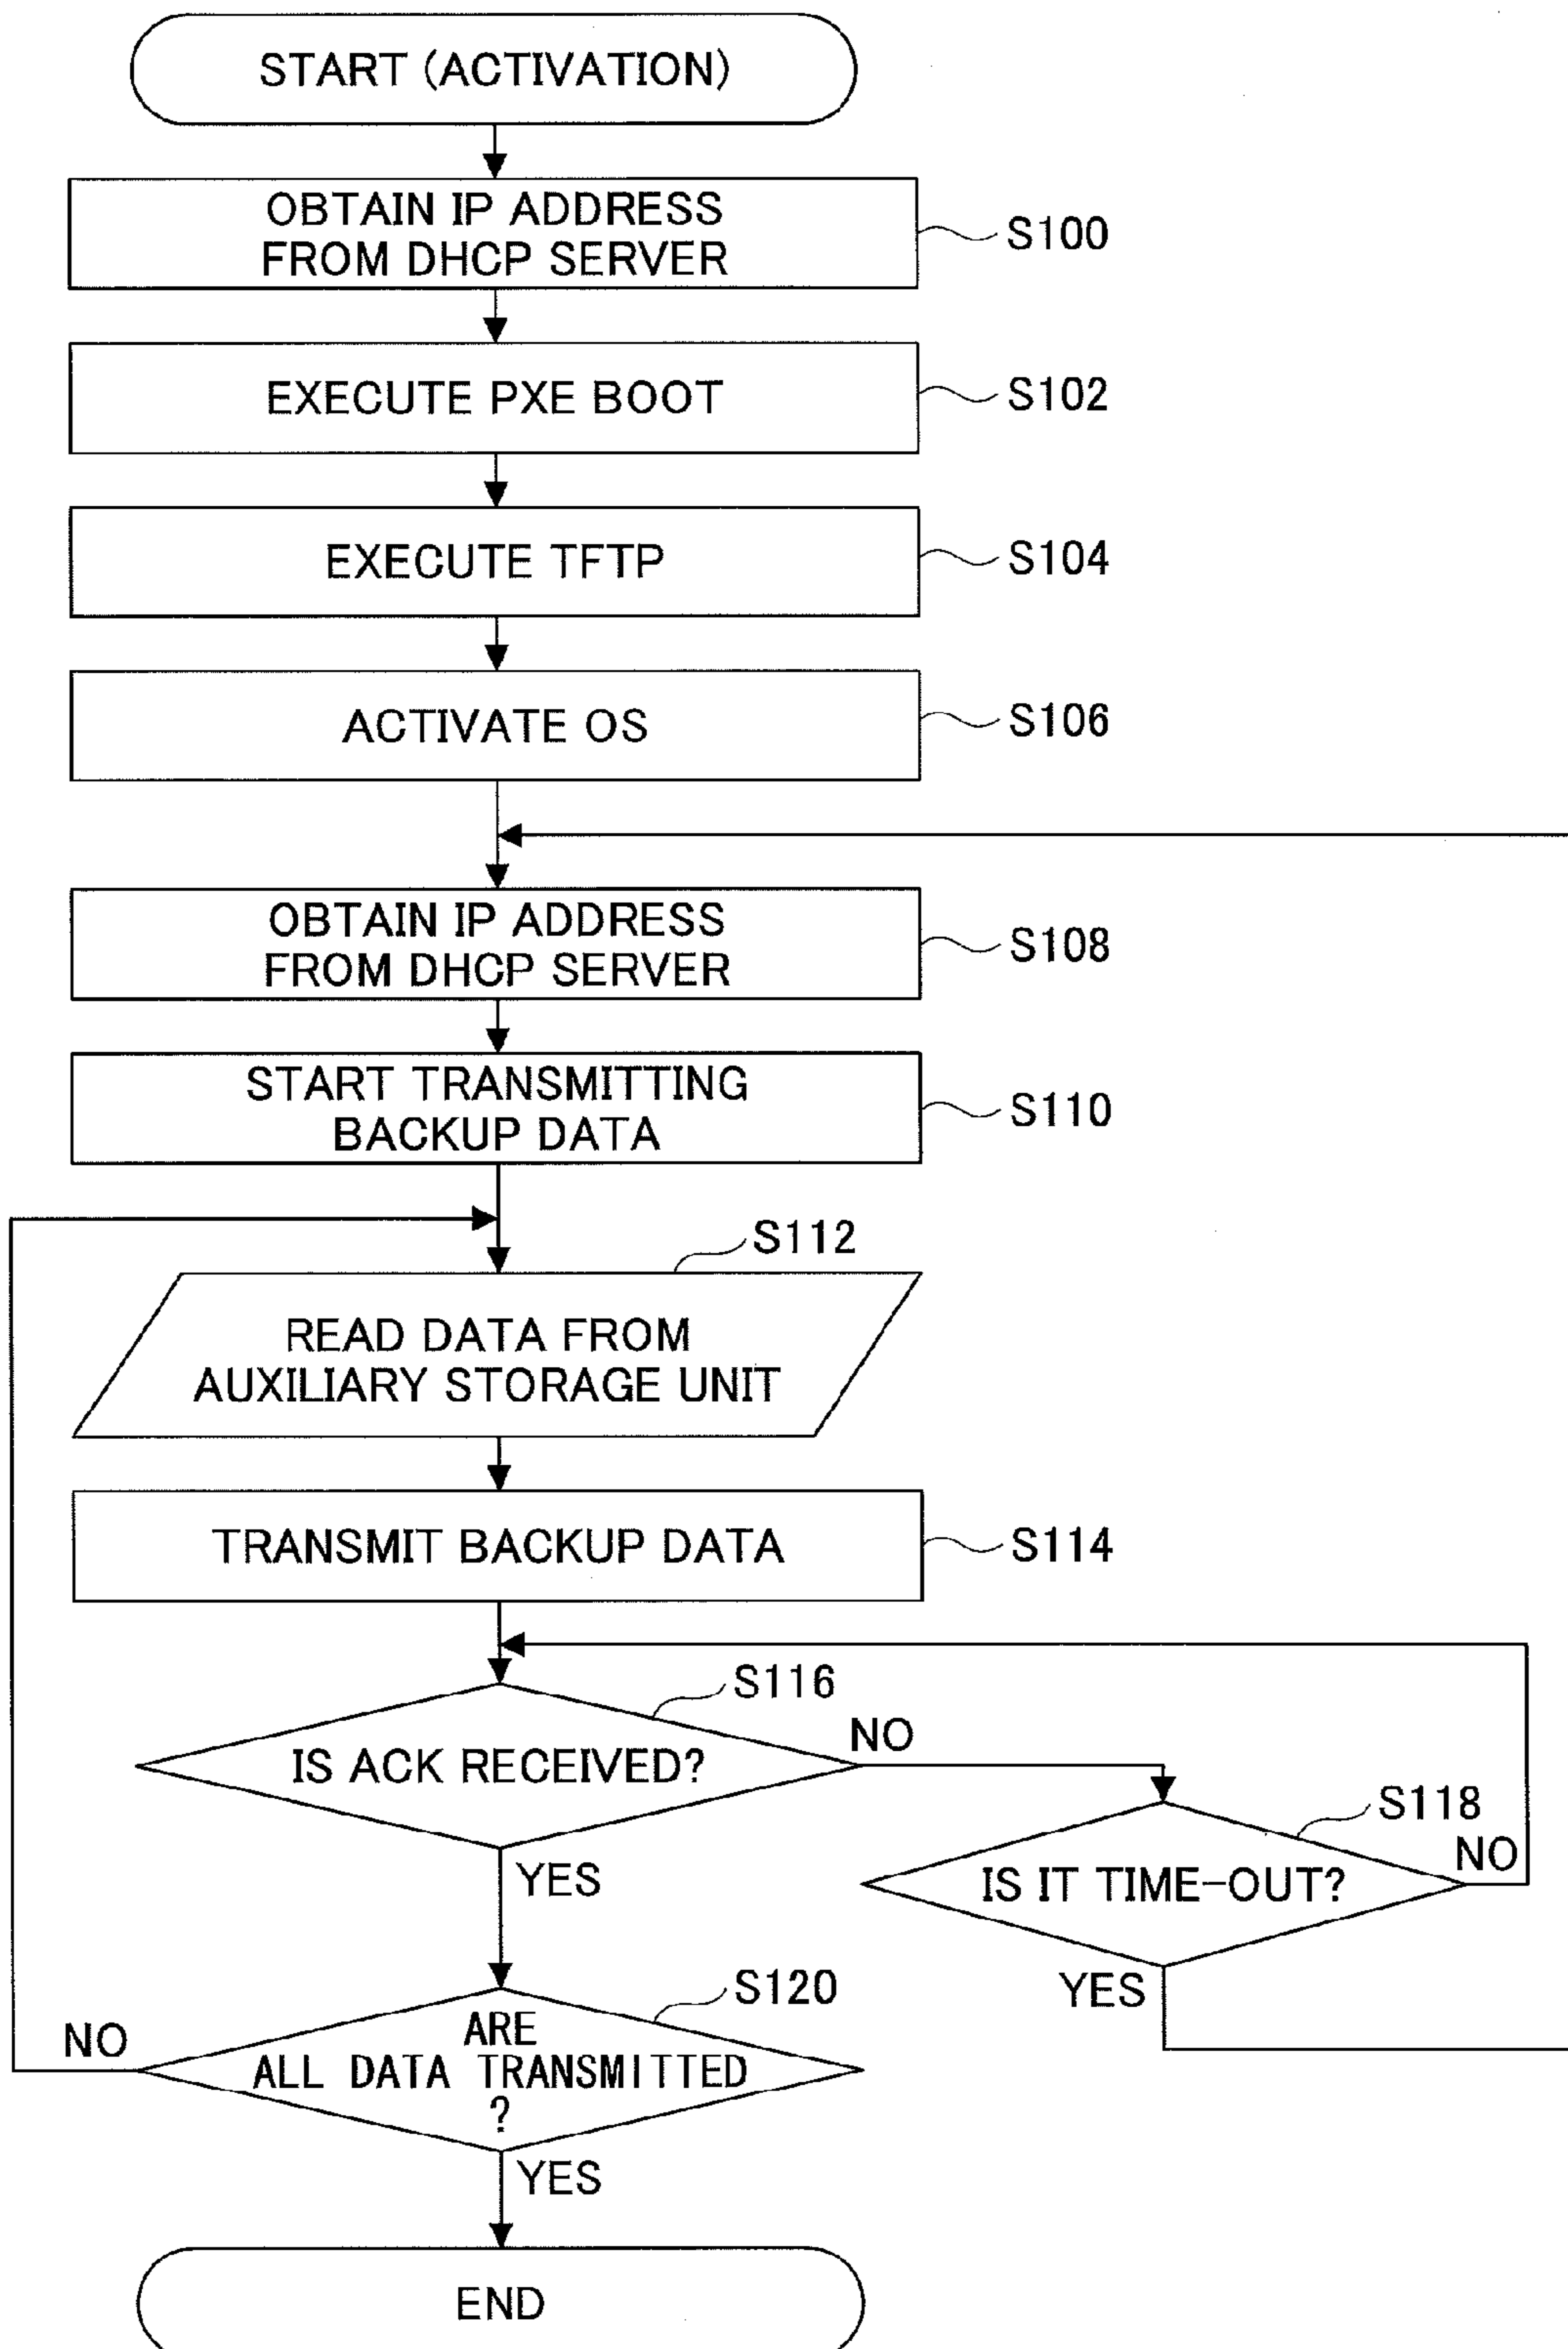 START (ACTIVATION)
OBTAIN IP ADDRESS
FROM DHCP SERVER
S100
EXECUTE PXE BOOT
S102
EXECUTE TFTP
S104
ACTIVATE OS
S106
OBTAIN IP ADDRESS
FROM DHCP SERVER
S108
START TRANSMITTING
BACKUP DATA
S110
S112
READ DATA FROM
AUXILIARY STORAGE UNIT
TRANSMIT BACKUP DATA
S114
S116
IS ACK RECEIVED?
NO
YES
S118
IS IT TIME-OUT?
NO
YES
S120
ARE
ALL DATA TRANSMITTED
?
NO
YES
END